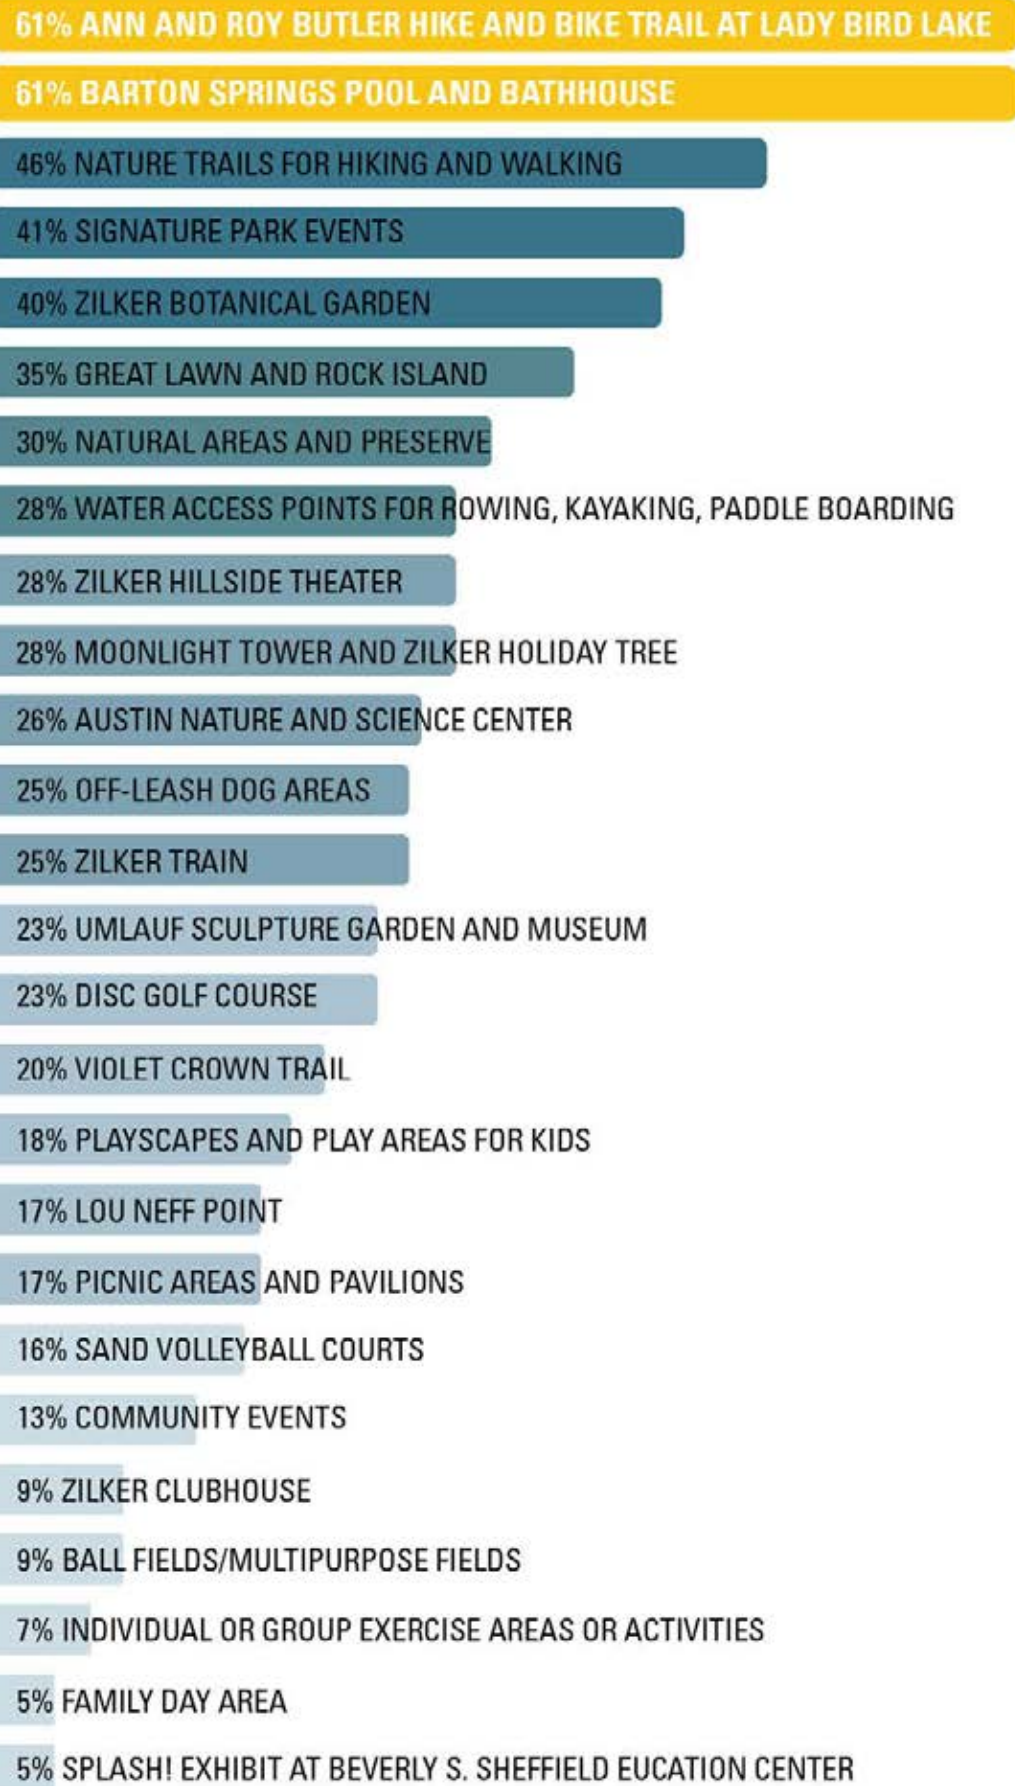 61% ANN AND ROY BUTLER HIKE AND BIKE TRAIL AT LADY BIRD LAKE
61% BARTON SPRINGS POOL AND BATHHOUSE
46% NATURE TRAILS FOR HIKING AND WALKING
41% SIGNATURE PARK EVENTS
40% ZILKER BOTANICAL GARDEN
35% GREAT LAWN AND ROCK ISLAND
30% NATURAL AREAS AND PRESERVE
28% WATER ACCESS POINTS FOR ROWING, KAYAKING, PADDLE BOARDING
28% ZILKER HILLSIDE THEATER
28% MOONLIGHT TOWER AND ZILKER HOLIDAY TREE
26% AUSTIN NATURE AND SCIENCE CENTER
25% OFF-LEASH DOG AREAS
25% ZILKER TRAIN
23% UMLAUF SCULPTURE GARDEN AND MUSEUM
23% DISC GOLF COURSE
20% VIOLET CROWN TRAIL
18% PLAYSCAPES AND PLAY AREAS FOR KIDS
17% LOU NEFF POINT
17% PICNIC AREAS AND PAVILIONS
16% SAND VOLLEYBALL COURTS
13% COMMUNITY EVENTS
9% ZILKER CLUBHOUSE
9% BALL FIELDS/MULTIPURPOSE FIELDS
7% INDIVIDUAL OR GROUP EXERCISE AREAS OR ACTIVITIES
5% FAMILY DAY AREA
5% SPLASH! EXHIBIT AT BEVERLY S. SHEFFIELD EUCATION CENTER